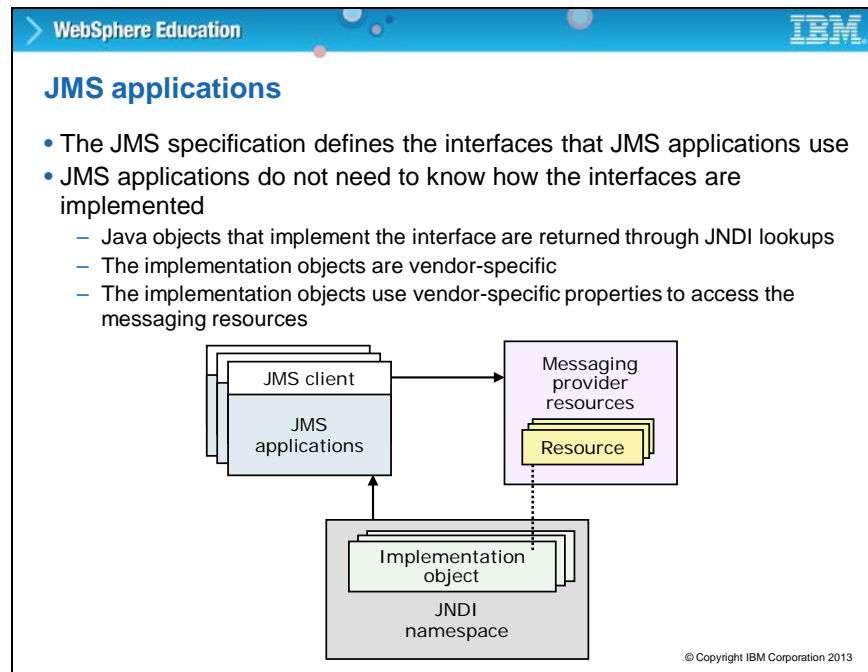 WebSphere Education
IBM
JMS applications
• The JMS specification defines the interfaces that JMS applications use
• JMS applications do not need to know how the interfaces are
implemented
– Java objects that implement the interface are returned through JNDI lookups
– The implementation objects are vendor-specific
– The implementation objects use vendor-specific properties to access the
messaging resources
JMS client
JMS
applications
Messaging
provider
resources
Resource
Implementation
object
JNDI
namespace
© Copyright IBM Corporation 2013